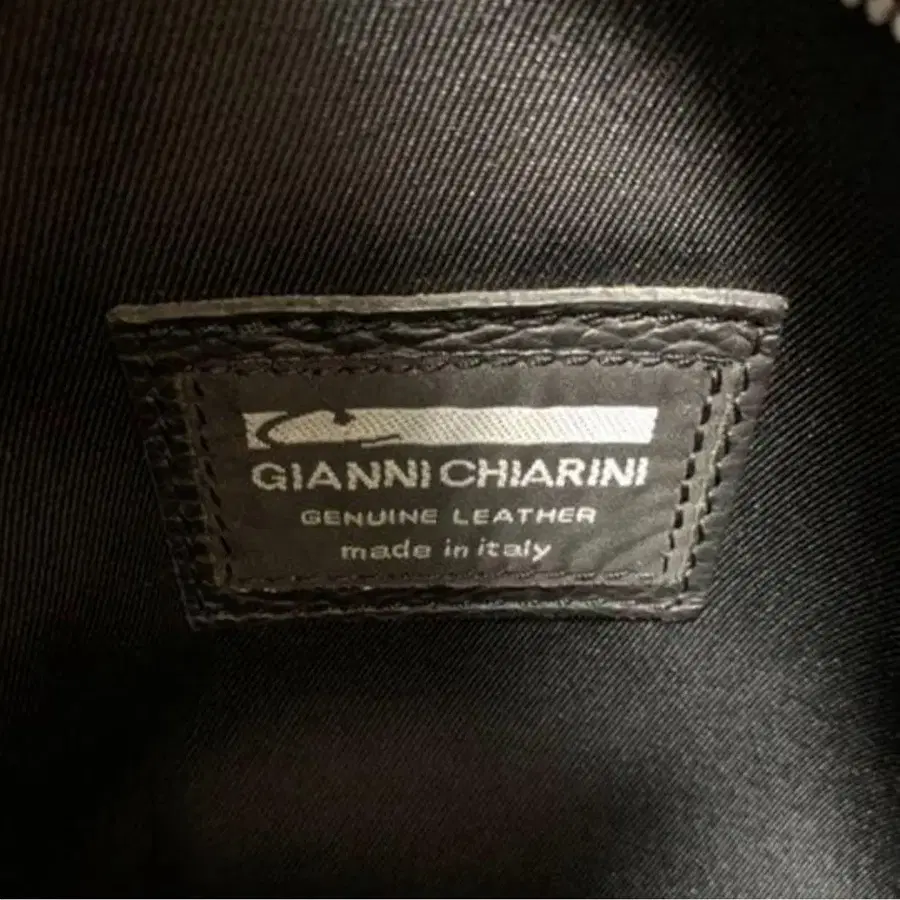 GIANNI CHIARINI
GENUINE LEATHER
made in italy